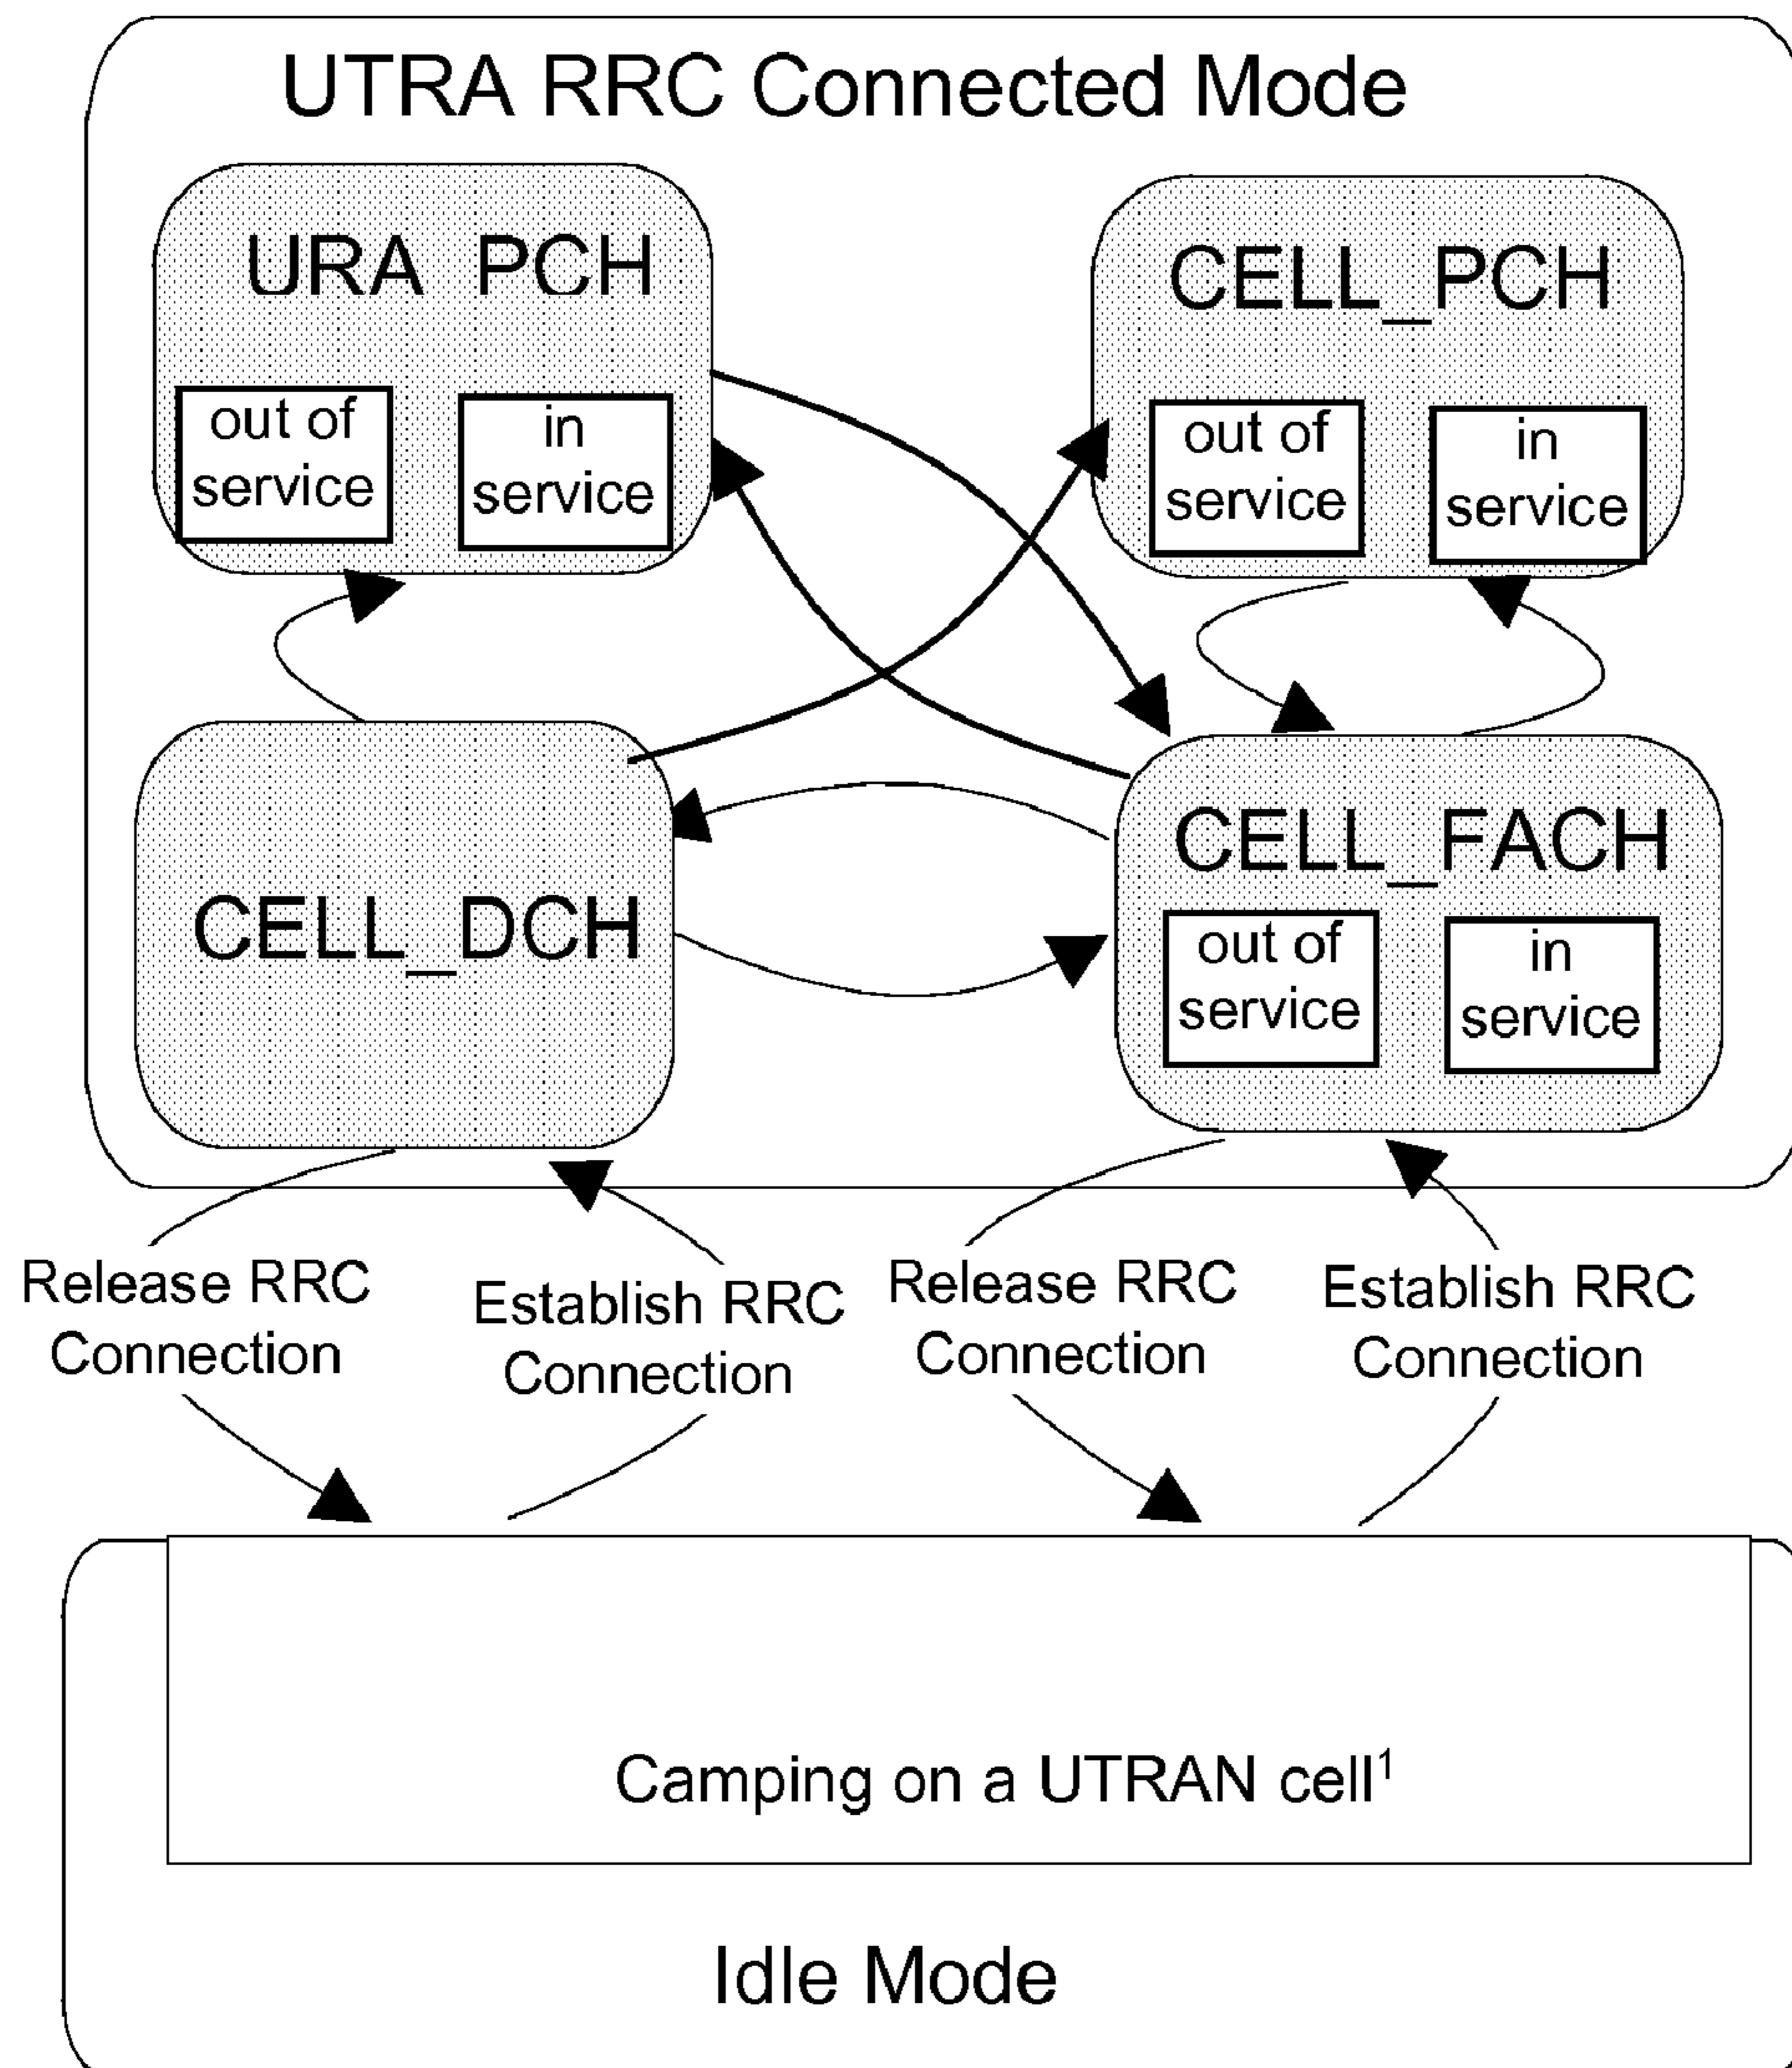 UTRA RRC Connected Mode
URA PCH
out of
service
in
service
CELL_PCH
out of
service
in
service
CELL_DCH
CELL_FACH
out of
service
in
service
Release RRC
Connection
Establish RRC
Connection
Release RRC
Connection
Establish RRC
Connection
Camping on a UTRAN cell¹
Idle Mode